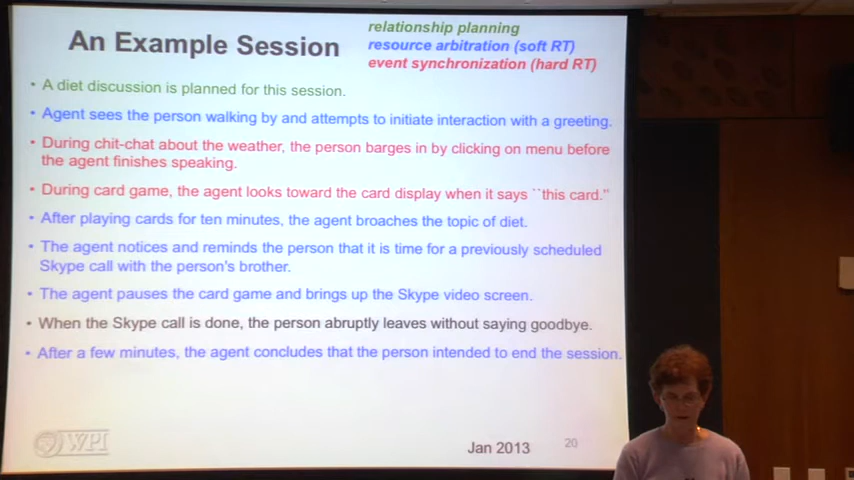 An Example Session
relationship planning
resource arbitration (soft RT)
event synchronization (hard RT)
• A diet discussion is planned for this session.
• Agent sees the person walking by and attempts to initiate interaction with a greeting.
• During chit-chat about the weather, the person barges in by clicking on menu before
the agent finishes speaking.
• During card game, the agent looks toward the card display when it says ``this card.''
• After playing cards for ten minutes, the agent broaches the topic of diet.
• The agent notices and reminds the person that it is time for a previously scheduled
Skype call with the person's brother.
• The agent pauses the card game and brings up the Skype video screen.
• When the Skype call is done, the person abruptly leaves without saying goodbye.
• After a few minutes, the agent concludes that the person intended to end the session.
WPI
Jan 2013
20